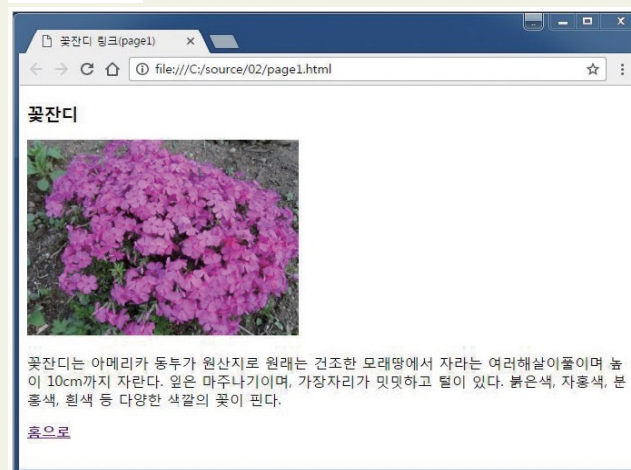 꽃잔디 링크(page1)
file:///C:/source/02/page1.html
꽃잔디
꽃잔디는 아메리카 동부가 원산지로 원래는 건조한 모래땅에서 자라는 여러해살이풀이며 높
이 10cm까지 자란다. 잎은 마주나기이며, 가장자리가 밋밋하고 털이 있다. 붉은색, 자홍색, 분
홍색, 흰색 등 다양한 색깔의 꽃이 핀다.
홈으로